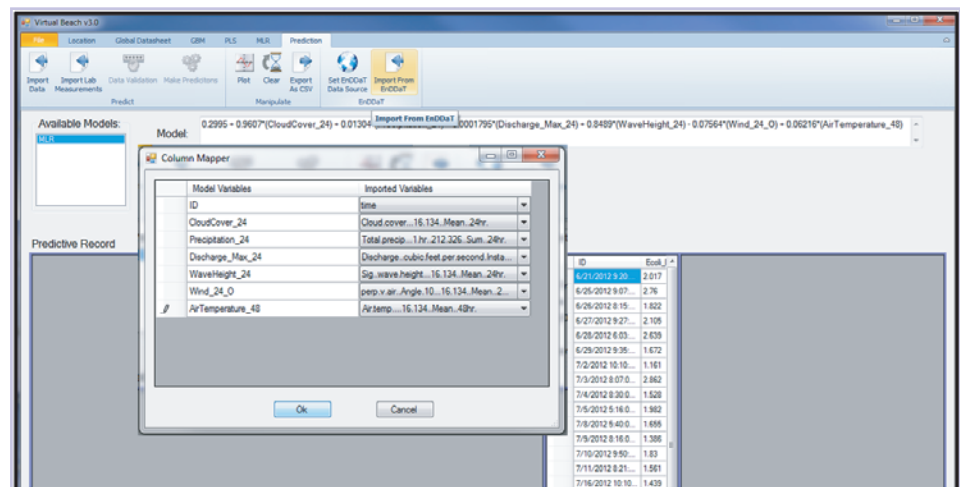 Virtual Beach v3.0
File Location Global Datasheet GBM PLS MLR Prediction
Import Data Import Lab Measurements Data Validation Make Predictions Plot Clear Export As CSV Set EnDDaT Data Source Import From EnDDaT
Predict Manipulate EnDDaT
Import From EnDDaT
Available Models:
MLR
Model:
0.2995 + 0.9607*(CloudCover_24) + 0.01304 0001795*(Discharge_Max_24) + 0.8489*(WaveHeight_24) - 0.07564*(Wind_24_O) + 0.06216*(AirTemperature_48)
Column Mapper
Model Variables Imported Variables
ID time
CloudCover_24 Cloud.cover...16.134..Mean..24hr.
Precipitation_24 Total.precip...1.hr..212.326..Sum..24hr.
Discharge_Max_24 Discharge..cubic.feet.per.second.Insta...
WaveHeight_24 Sig..wave.height...16.134..Mean..24hr.
Wind_24_O perp.v.air..Angle.10...16.134..Mean..2...
AirTemperature_48 Air.temp....16.134..Mean..48hr.
Ok Cancel
Predictive Record
ID Ecoli_l
6/21/2012 9:30:... 2.017
6/25/2012 9:07:... 2.76
6/26/2012 8:15:... 1.822
6/27/2012 9:27:... 2.105
6/28/2012 6:03:... 2.639
6/29/2012 9:35:... 1.672
7/2/2012 10:10:... 1.161
7/3/2012 8:07:0... 2.862
7/4/2012 8:30:0... 1.528
7/5/2012 5:16:0... 1.982
7/8/2012 5:40:0... 1.655
7/9/2012 8:16:0... 1.386
7/10/2012 9:50:... 1.83
7/11/2012 8:21:... 1.561
7/16/2012 10:10... 1.439